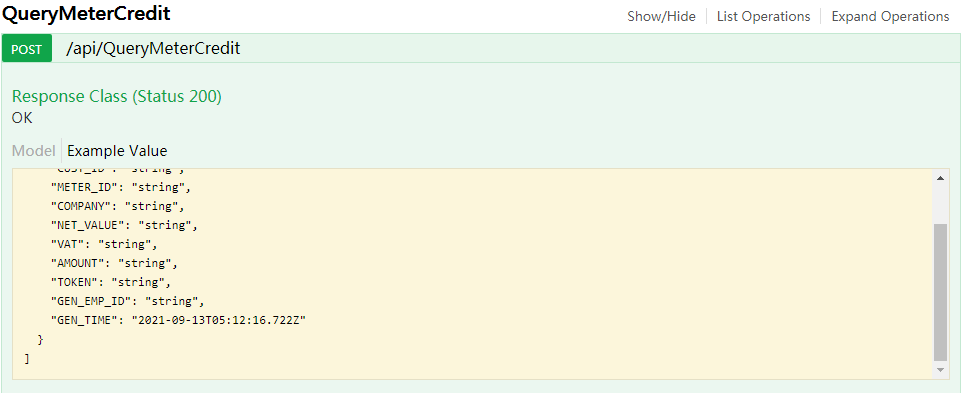 QueryMeterCredit
Show/Hide
List Operations
Expand Operations
POST /api/QueryMeterCredit
Response Class (Status 200)
OK
Model
Example Value
"CUST_ID": "string",
"METER_ID": "string",
"COMPANY": "string",
"NET_VALUE": "string",
"VAT": "string",
"AMOUNT": "string",
"TOKEN": "string",
"GEN_EMP_ID": "string",
"GEN_TIME": "2021-09-13T05:12:16.722Z"
}
]